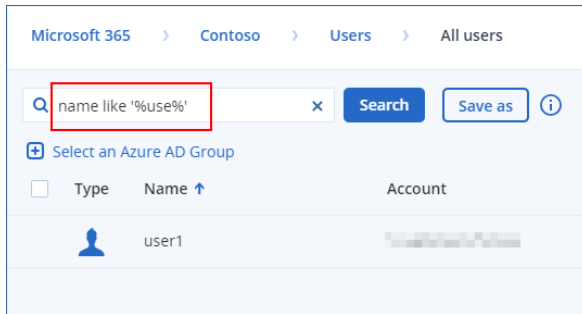 Microsoft 365 > Contoso > Users > All users
name like '%use%' × Search Save as
Select an Azure AD Group
Type Name ↑ Account
user1